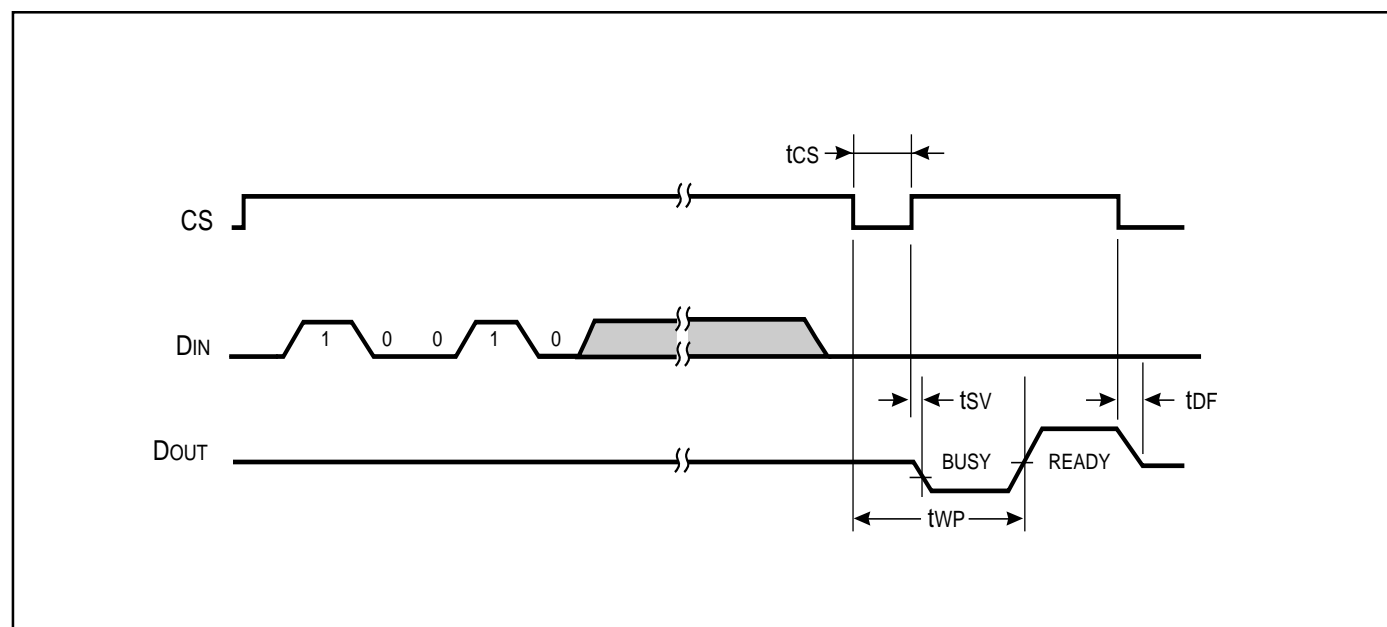 tCS
CS
DIN 1 0 0 1 0
tSV tDF
DOUT BUSY READY
tWP